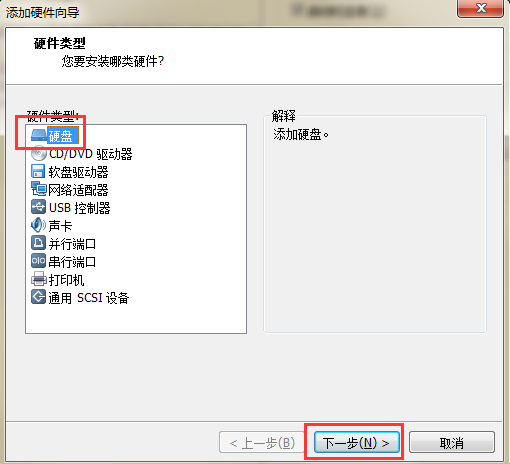 添加硬件向导
硬件类型
您要安装哪类硬件?
硬件类型:
解释
硬盘
添加硬盘。
CD/DVD 驱动器
软盘驱动器
网络适配器
USB 控制器
声卡
并行端口
串行端口
打印机
通用 SCSI 设备
< 上一步(B)
下一步(N) >
取消